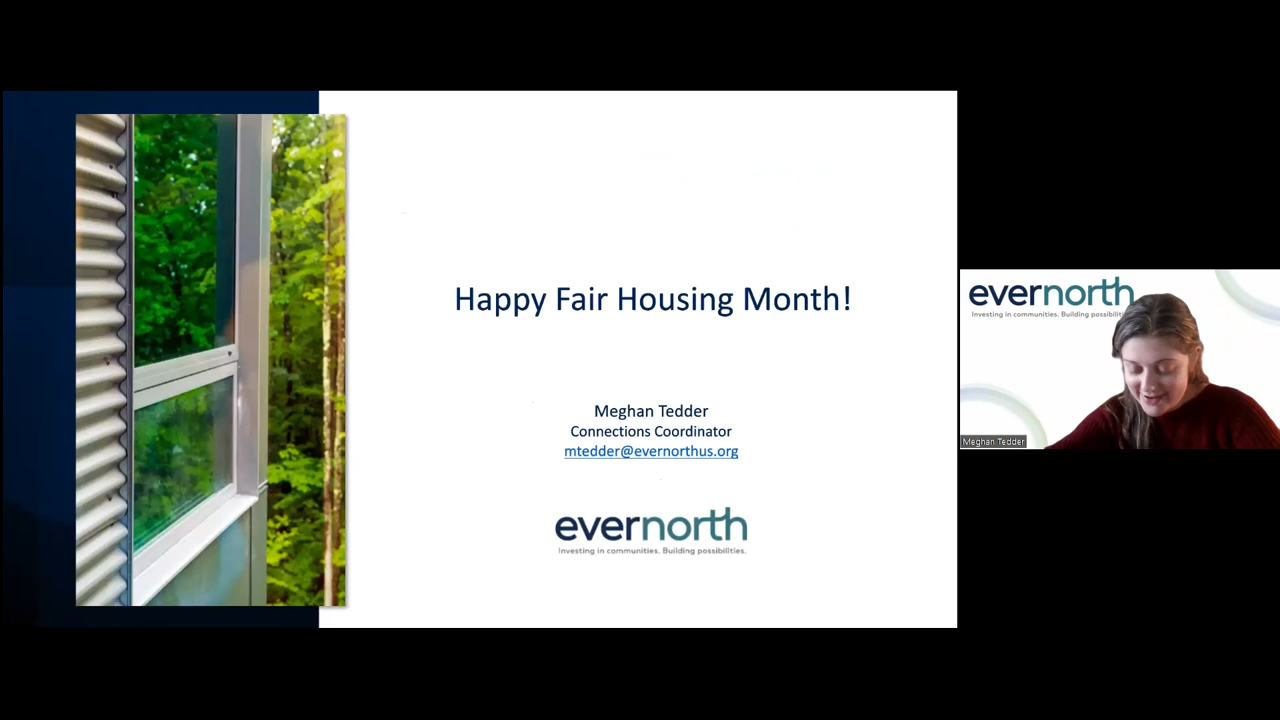 Happy Fair Housing Month!
Meghan Tedder
Connections Coordinator
mtedder@evernorthus.org
evernorth
Investing in communities. Building possibilities.
evernorth
Investing in communities. Building possibiliti
Meghan Tedder